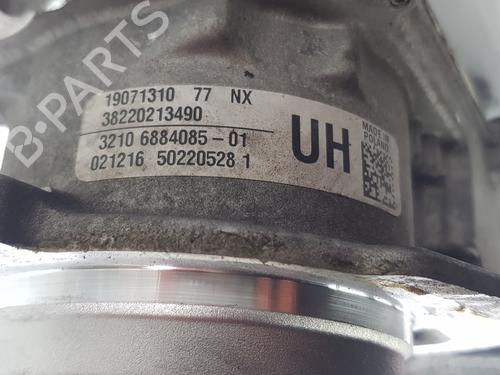 B-PARTS
19071310 77 NX
38220213490
3210 6884085-01
021216 50220528 1
UH
MADE IN
POLAND